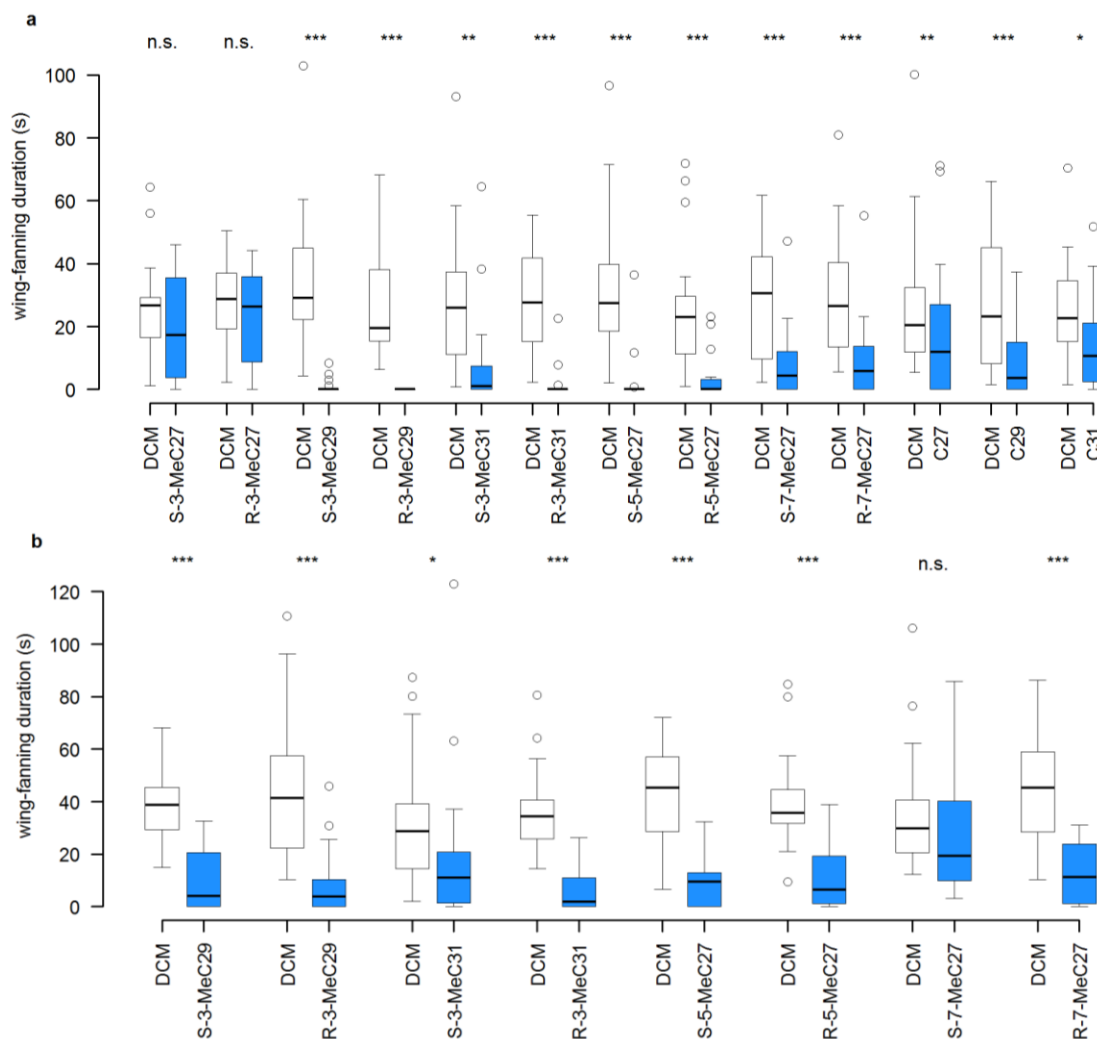 a
n.s. n.s. *** *** ** *** *** *** *** *** ** *** *
wing-fanning duration (s)
100
80
60
40
20
0
DCM
S-3-MeC27
DCM
R-3-MeC27
DCM
S-3-MeC29
DCM
R-3-MeC29
DCM
S-3-MeC31
DCM
R-3-MeC31
DCM
S-5-MeC27
DCM
R-5-MeC27
DCM
S-7-MeC27
DCM
R-7-MeC27
DCM
C27
DCM
C29
DCM
C31
b
*** *** * *** *** *** n.s. ***
wing-fanning duration (s)
120
100
80
60
40
20
0
DCM
S-3-MeC29
DCM
R-3-MeC29
DCM
S-3-MeC31
DCM
R-3-MeC31
DCM
S-5-MeC27
DCM
R-5-MeC27
DCM
S-7-MeC27
DCM
R-7-MeC27